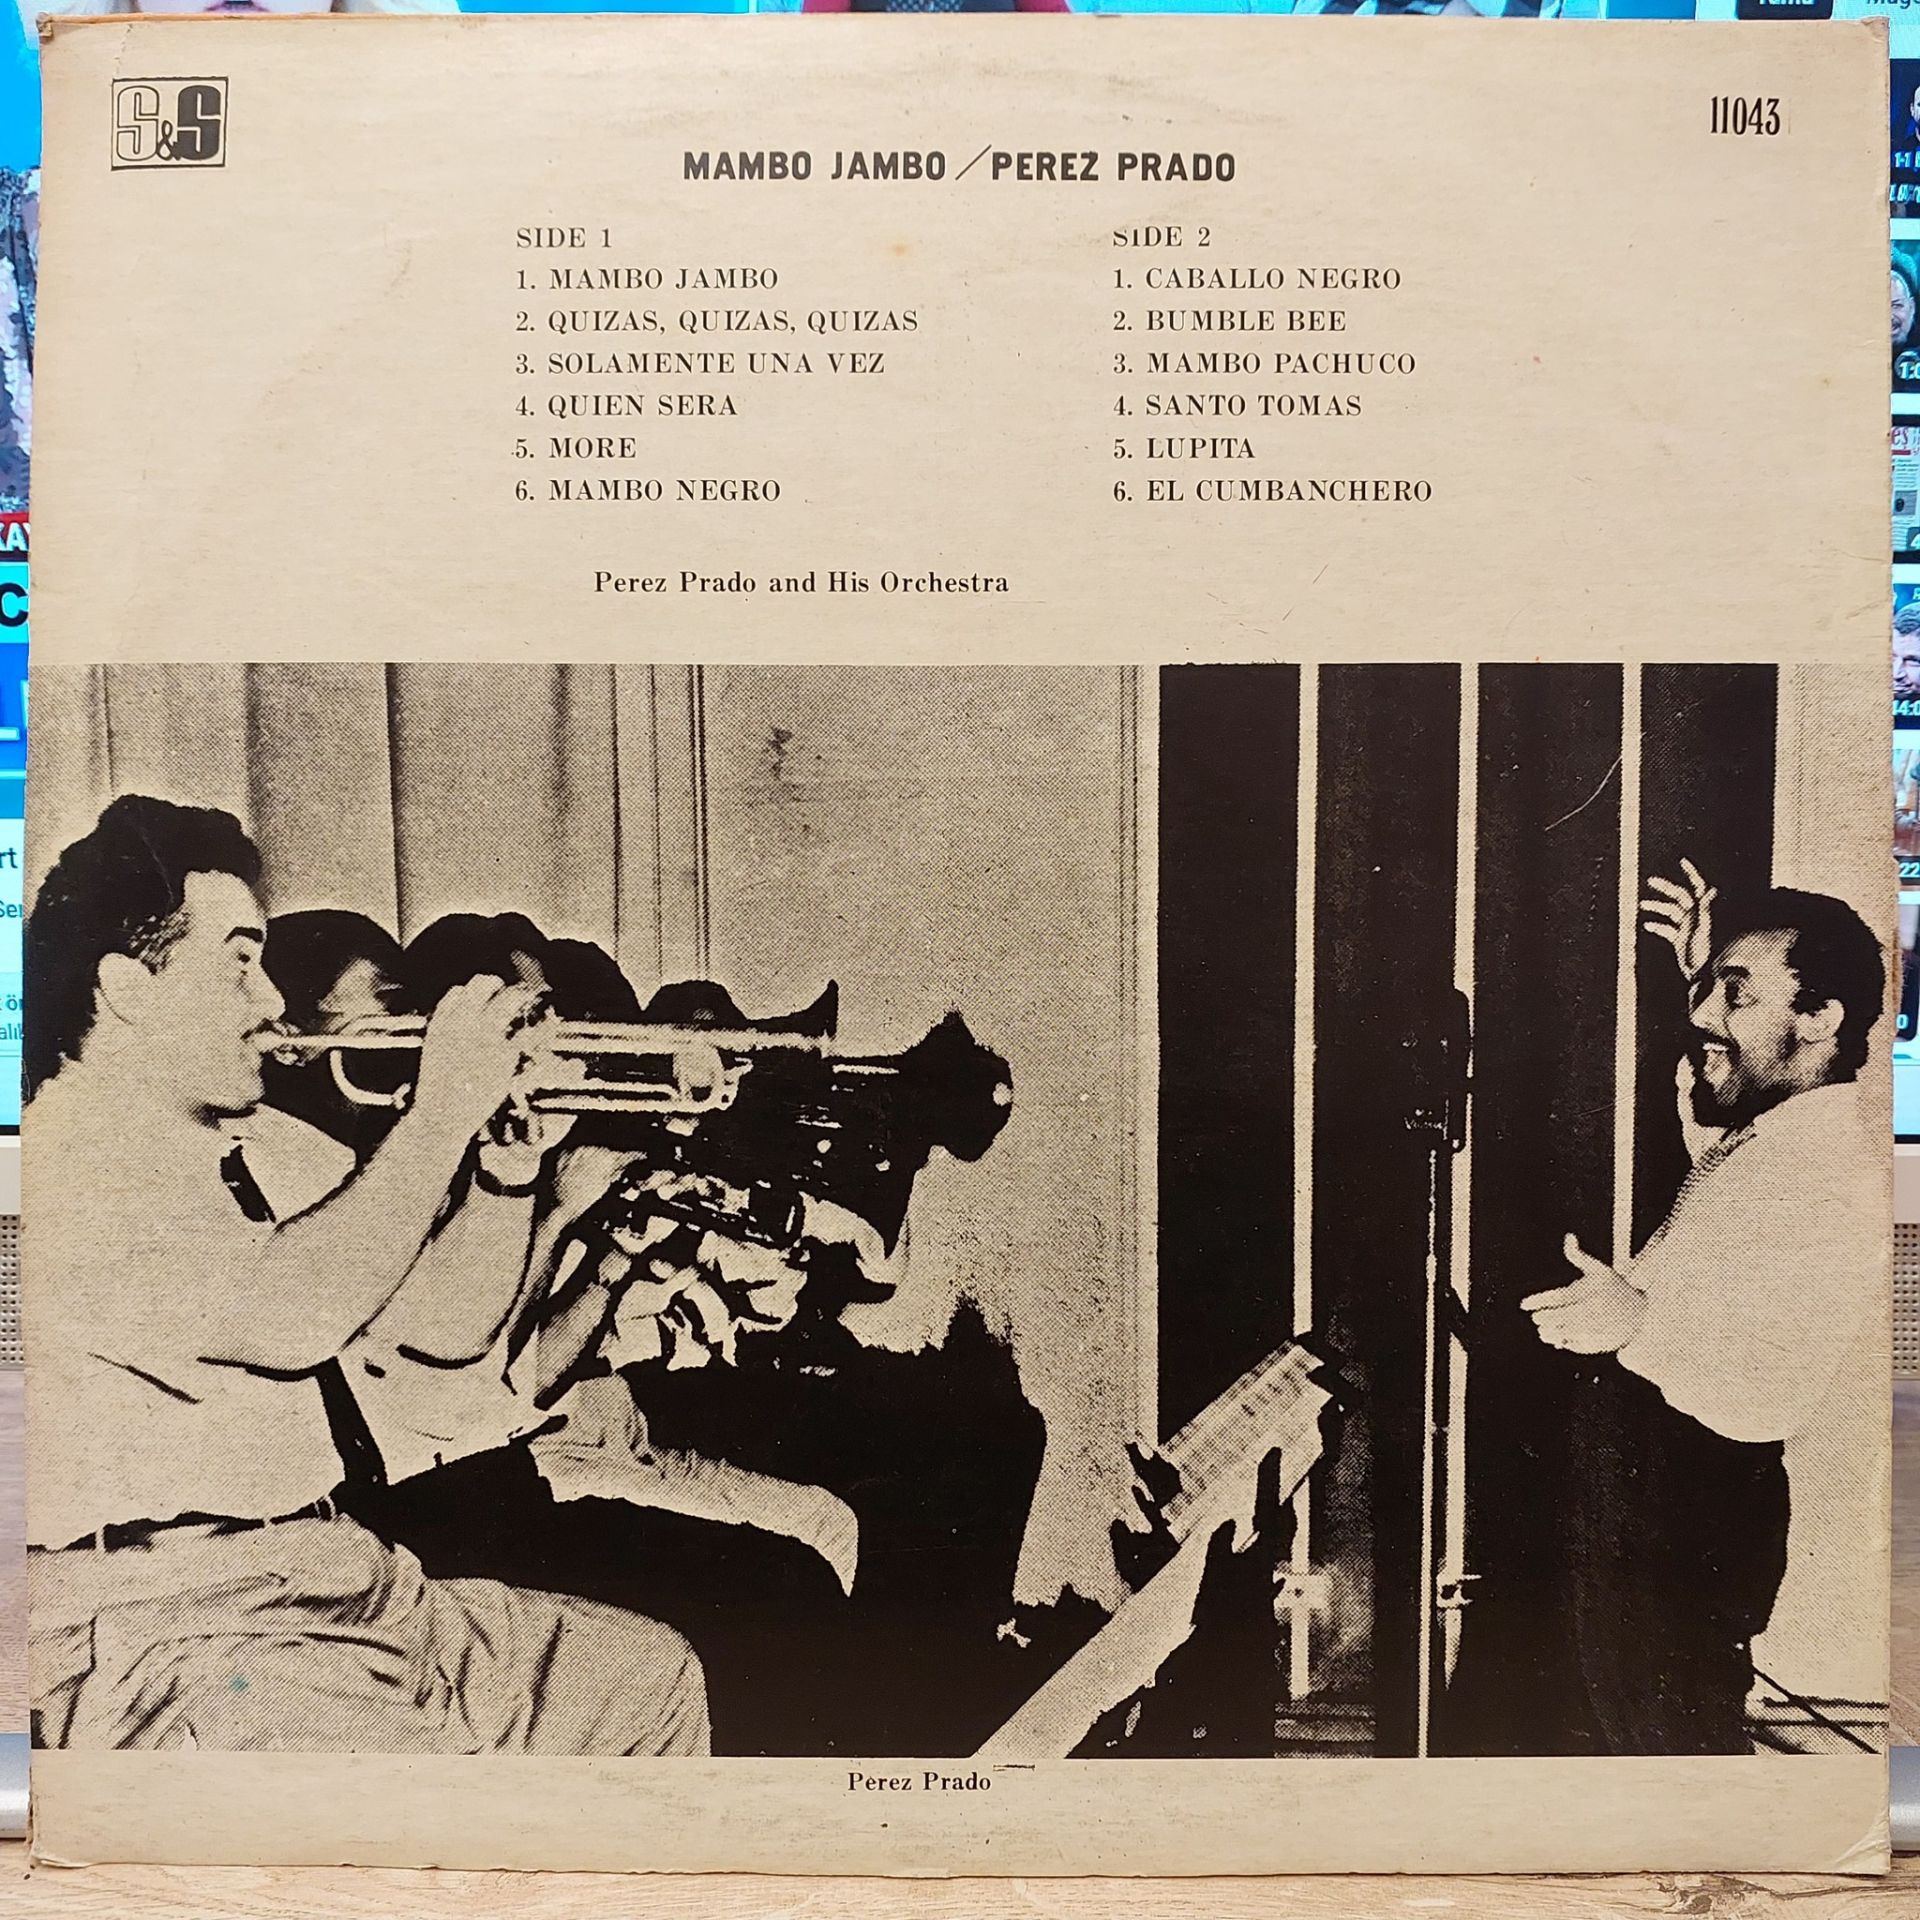 S&S
11043
MAMBO JAMBO / PEREZ PRADO
SIDE 1
1. MAMBO JAMBO
2. QUIZAS, QUIZAS, QUIZAS
3. SOLAMENTE UNA VEZ
4. QUIEN SERA
5. MORE
6. MAMBO NEGRO
SIDE 2
1. CABALLO NEGRO
2. BUMBLE BEE
3. MAMBO PACHUCO
4. SANTO TOMAS
5. LUPITA
6. EL CUMBANCHERO
Perez Prado and His Orchestra
Perez Prado